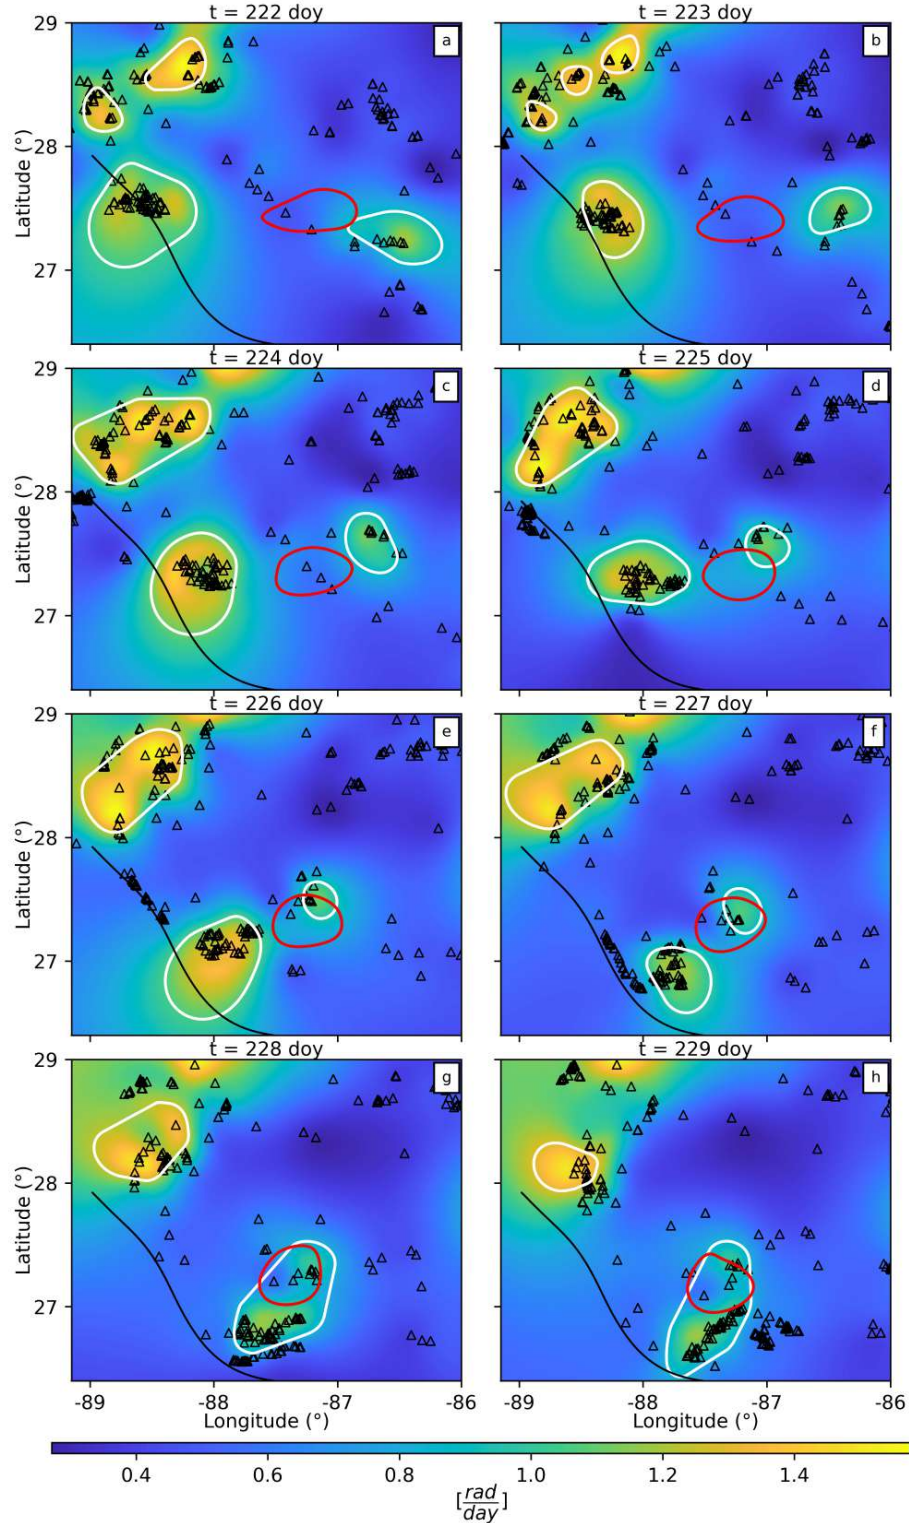 t = 222 doy
t = 223 doy
29
a
b
28
Latitude (°)
27
t = 224 doy
t = 225 doy
29
c
d
28
Latitude (°)
27
t = 226 doy
t = 227 doy
29
e
f
28
Latitude (°)
27
t = 228 doy
t = 229 doy
29
g
h
28
Latitude (°)
27
-89 -88 -87 -86 -89 -88 -87 -86
Longitude (°) Longitude (°)
0.4 0.6 0.8 1.0 1.2 1.4
[rad/day]